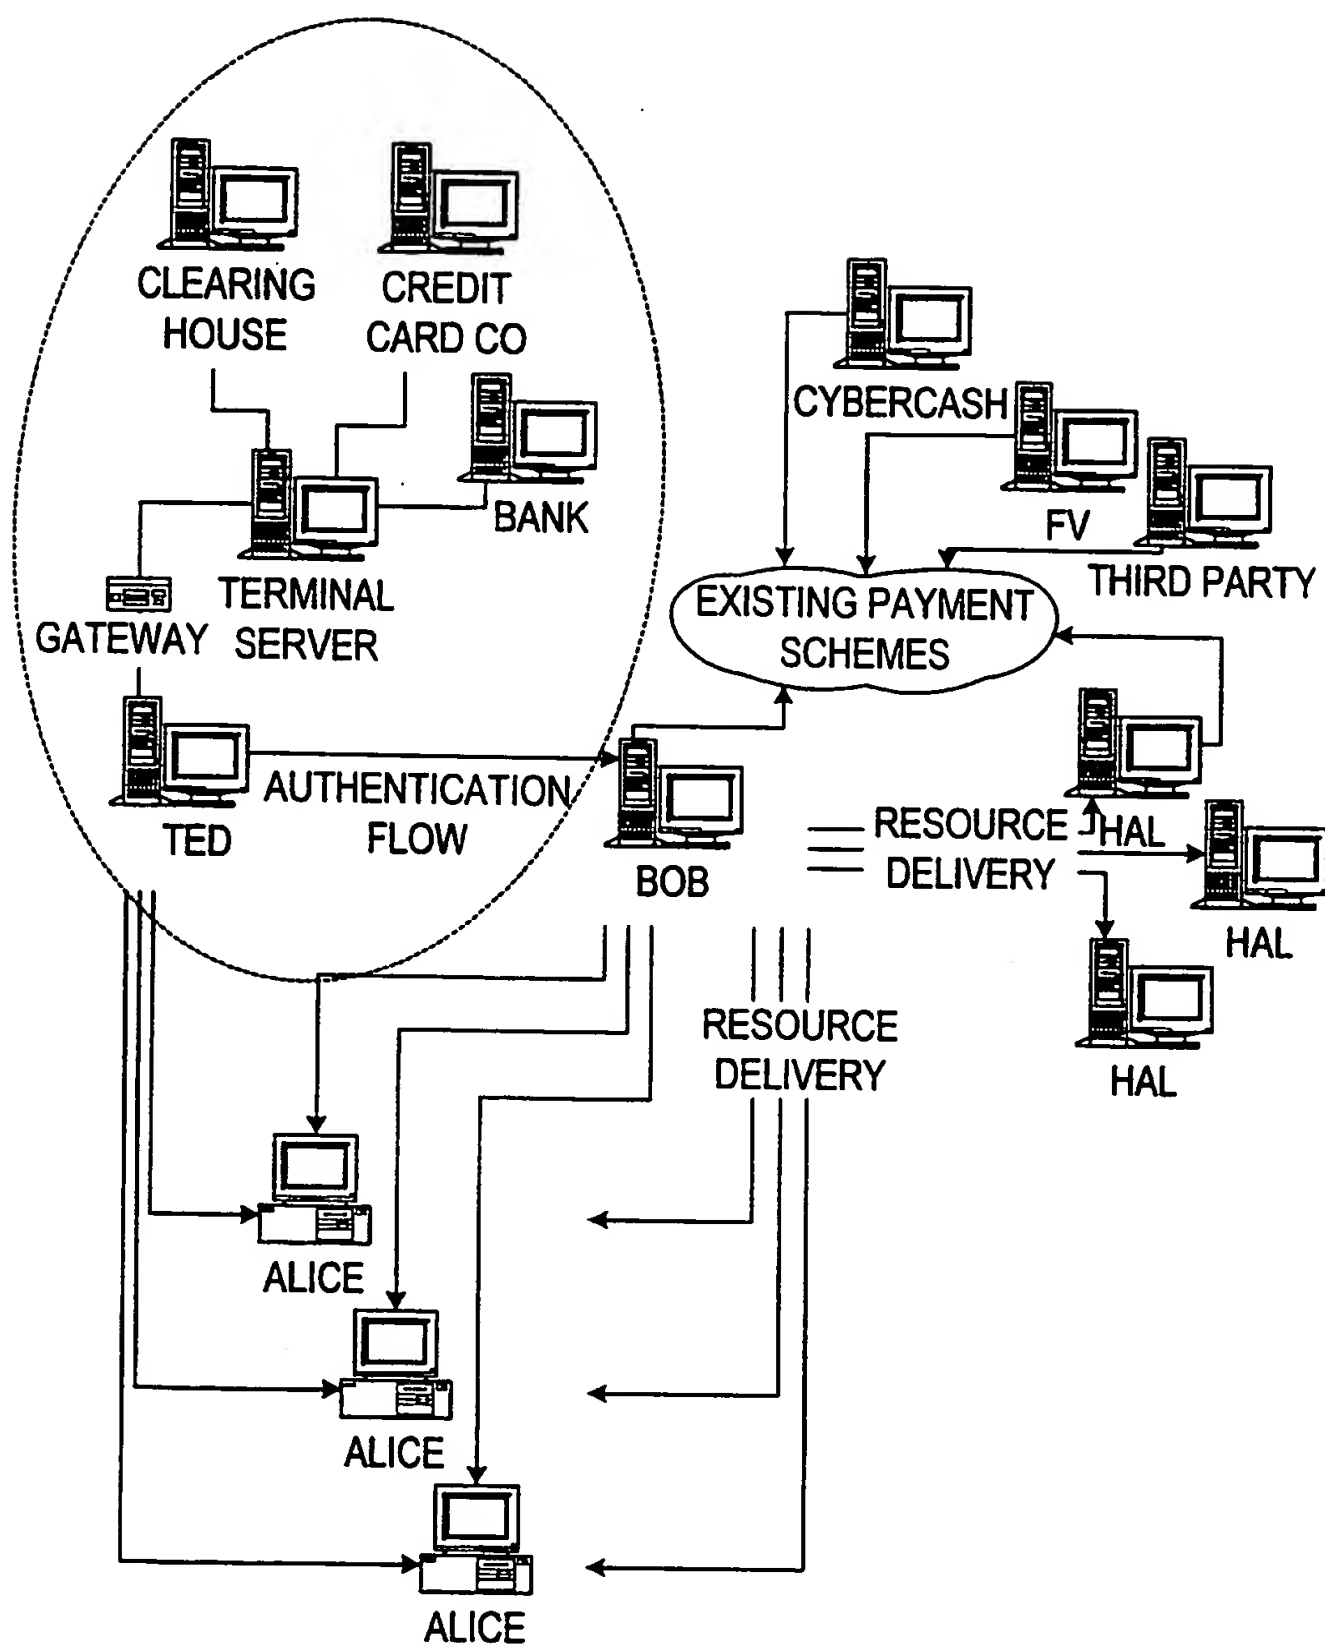 CLEARING
HOUSE
CREDIT
CARD CO
BANK
TERMINAL
SERVER
GATEWAY
TED
AUTHENTICATION
FLOW
BOB
CYBERCASH
FV
THIRD PARTY
EXISTING PAYMENT
SCHEMES
RESOURCE
DELIVERY
HAL
HAL
HAL
RESOURCE
DELIVERY
ALICE
ALICE
ALICE